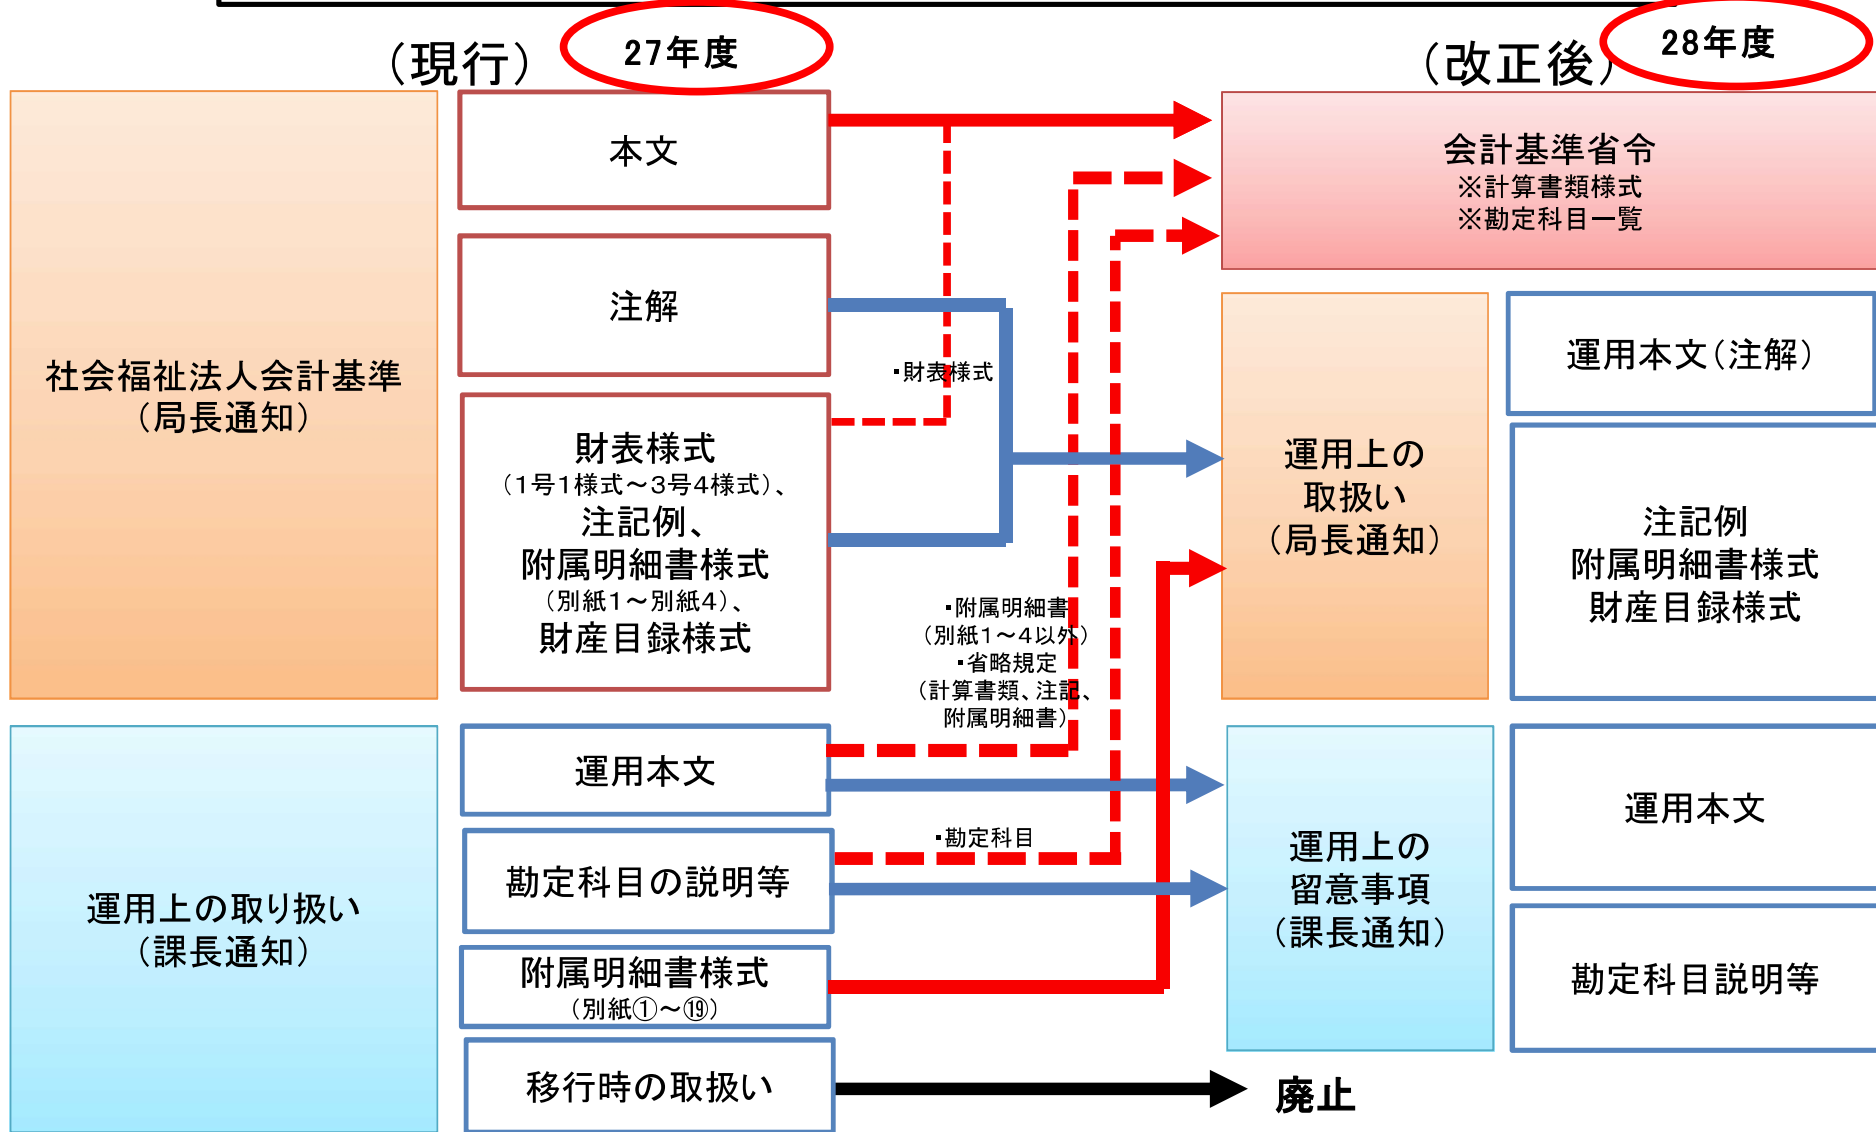 （現行）
27年度
（改正後）
28年度
社会福祉法人会計基準
（局長通知）
本文
注解
財表様式
（1号1様式～3号4様式）、
注記例、
附属明細書様式
（別紙1～別紙4）、
財産目録様式
運用上の取り扱い
（課長通知）
運用本文
勘定科目の説明等
附属明細書様式
（別紙①～⑲）
移行時の取扱い
・財表様式
・附属明細書
（別紙1～4以外）
・省略規定
（計算書類、注記、
附属明細書）
・勘定科目
会計基準省令
※計算書類様式
※勘定科目一覧
運用上の
取扱い
（局長通知）
運用本文（注解）
注記例
附属明細書様式
財産目録様式
運用上の
留意事項
（課長通知）
運用本文
勘定科目説明等
廃止